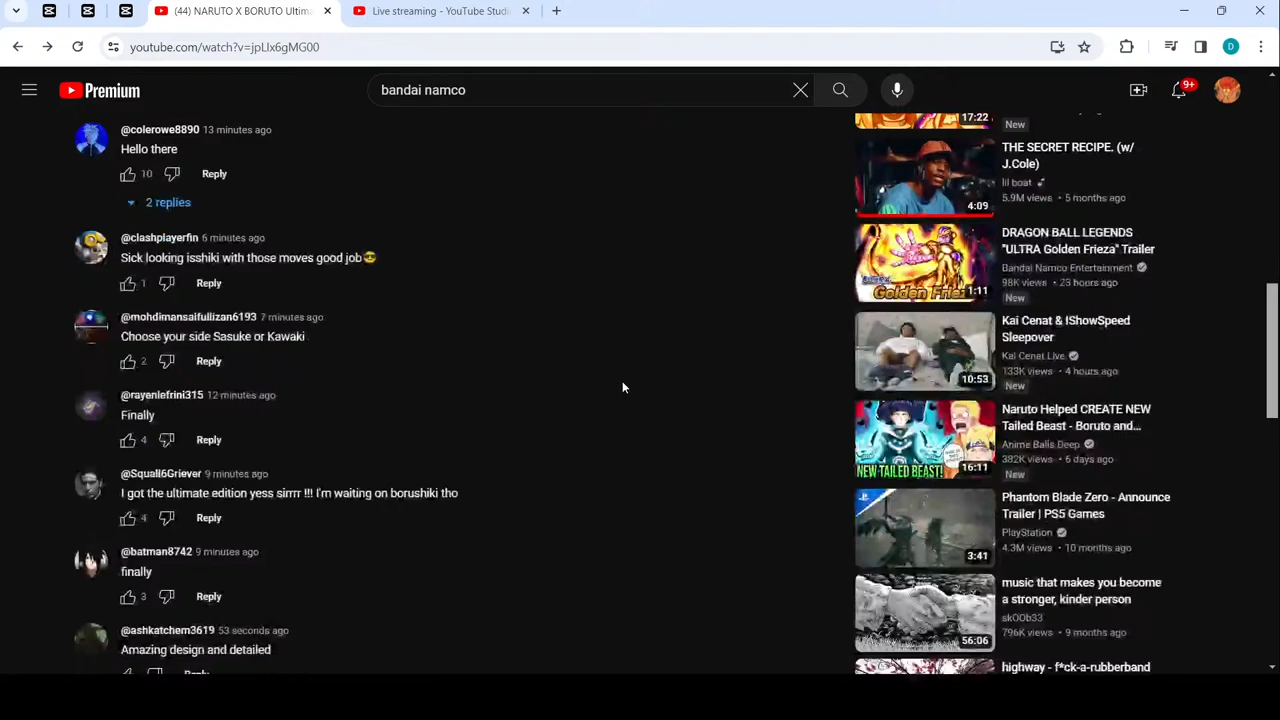 (44) NARUTO X BORUTO Ultim
Live streaming - YouTube Studi
youtube.com/watch?v=jpLlx6gMG00
D
Premium
bandai namco
9+
@colerowe8890 13 minutes ago
Hello there
10 Reply
2 replies
@clashplayerfin 6 minutes ago
Sick looking isshiki with those moves good job😎
1 Reply
@mohdimansaifullizan6193 7 minutes ago
Choose your side Sasuke or Kawaki
2 Reply
@rayenlefrini315 12 minutes ago
Finally
4 Reply
@Squall6Griever 9 minutes ago
I got the ultimate edition yess sirrrr !!! I'm waiting on borushiki tho
4 Reply
@batman8742 9 minutes ago
finally
3 Reply
@ashkatchem3619 53 seconds ago
Amazing design and detailed
Reply
17:22
New
THE SECRET RECIPE. (w/
J.Cole)
lil boat
5.9M views • 5 months ago
4:09
DRAGON BALL LEGENDS
"ULTRA Golden Frieza" Trailer
Bandai Namco Entertainment
98K views • 23 hours ago
New
Golden Frie
1:11
Kai Cenat & IShowSpeed
Sleepover
Kai Cenat Live
133K views • 4 hours ago
New
10:53
Naruto Helped CREATE NEW
Tailed Beast - Boruto and...
Anime Balls Deep
382K views • 6 days ago
New
NEW TAILED BEAST!
16:11
Phantom Blade Zero - Announce
Trailer | PS5 Games
PlayStation
4.3M views • 10 months ago
3:41
music that makes you become
a stronger, kinder person
sk00b33
796K views • 9 months ago
56:06
highway - f*ck-a-rubberband